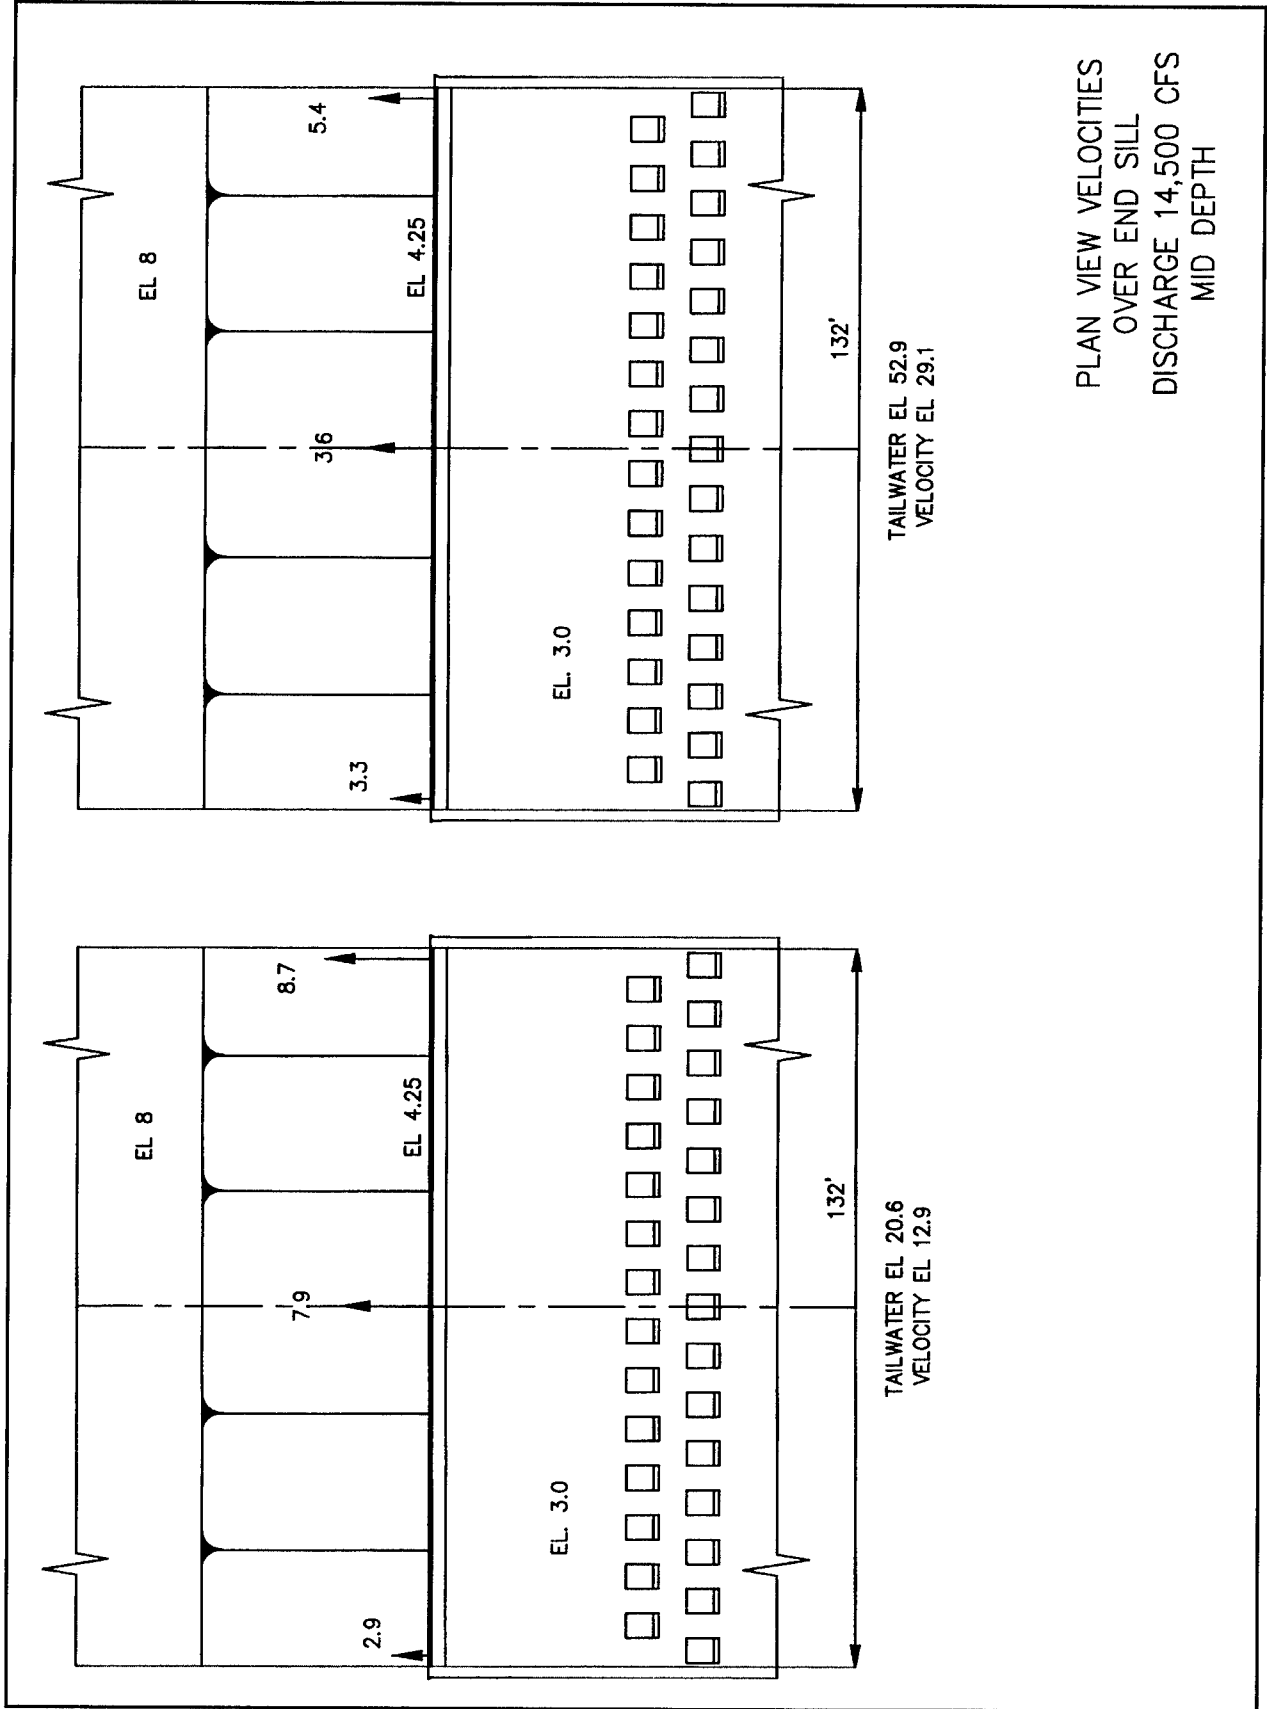 5.4
EL 8
EL 4.25
3.6
EL. 3.0
3.3
132'
TAILWATER EL 52.9
VELOCITY EL 29.1
8.7
EL 8
EL 4.25
7.9
EL. 3.0
2.9
132'
TAILWATER EL 20.6
VELOCITY EL 12.9
PLAN VIEW VELOCITIES
OVER END SILL
DISCHARGE 14,500 CFS
MID DEPTH